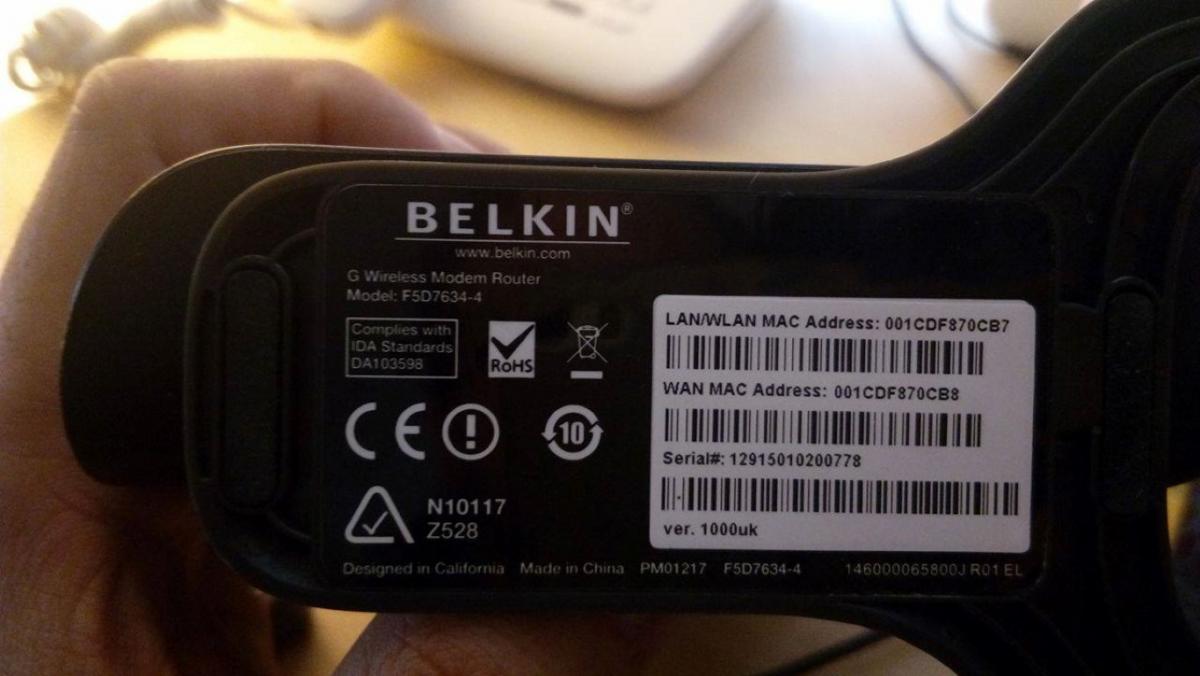 BELKIN®
www.belkin.com
G Wireless Modem Router
Model: F5D7634-4
Complies with
IDA Standards
DA103598
RoHS
CE
10
N10117
Z528
LAN/WLAN MAC Address: 001CDF870CB7
WAN MAC Address: 001CDF870CB8
Serial#: 12915010200778
ver. 1000uk
Designed in California Made in China PM01217 F5D7634-4 146000065800J R01 EL